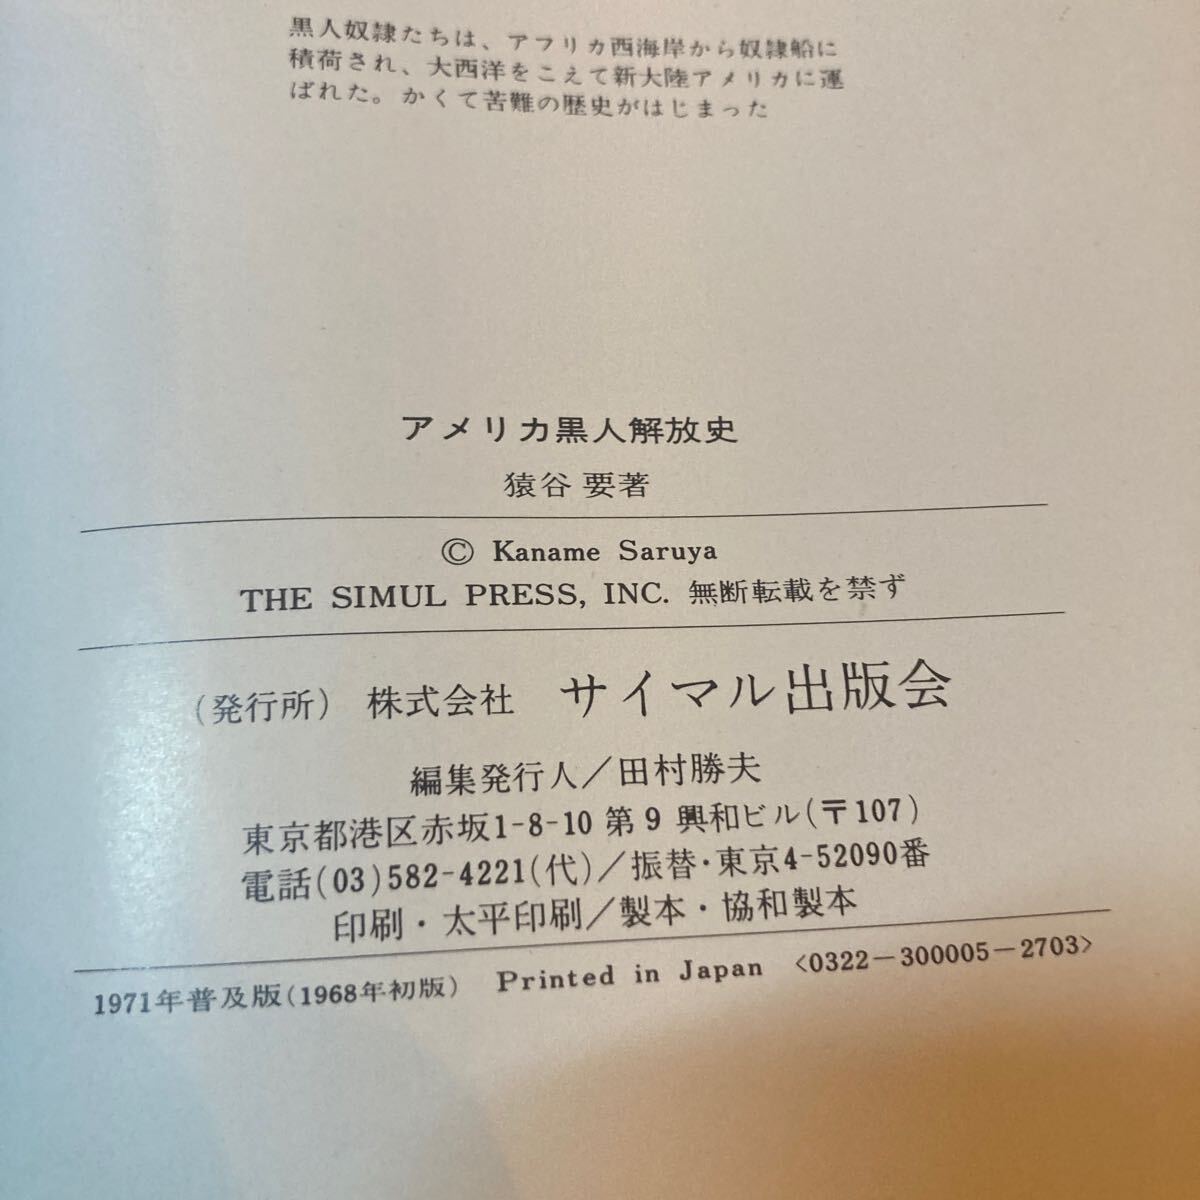 黒人奴隷たちは、アフリカ西海岸から奴隷船に
積荷され、大西洋をこえて新大陸アメリカに運
ばれた。かくて苦難の歴史がはじまった
アメリカ黒人解放史
猿谷 要著
© Kaname Saruya
THE SIMUL PRESS, INC. 無断転載を禁ず
(発行所) 株式会社 サイマル出版会
編集発行人／田村勝夫
東京都港区赤坂1-8-10 第9 興和ビル(〒107)
電話(03)582-4221(代)／振替・東京4-52090番
印刷・太平印刷／製本・協和製本
1971年普及版(1968年初版) Printed in Japan <0322-300005-2703>